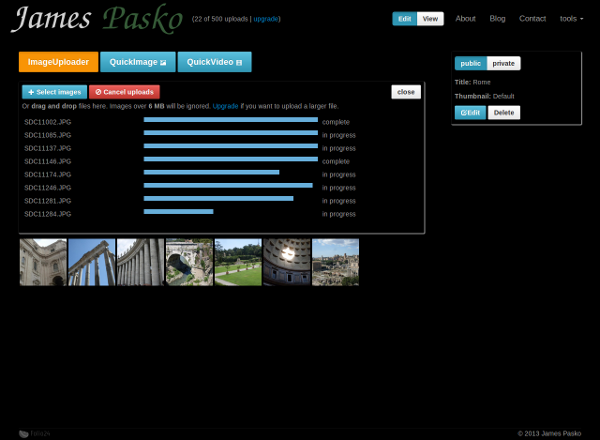 James Pasko (22 of 500 uploads | upgrade) Edit View About Blog Contact tools
ImageUploader QuickImage QuickVideo
public private
Title: Rome
Thumbnail: Default
Edit Delete
Select images Cancel uploads close
Or drag and drop files here. Images over 6 MB will be ignored. Upgrade if you want to upload a larger file.
SDC11002.JPG complete
SDC11085.JPG in progress
SDC11137.JPG in progress
SDC11146.JPG complete
SDC11174.JPG in progress
SDC11246.JPG in progress
SDC11281.JPG in progress
SDC11284.JPG in progress
© 2013 James Pasko